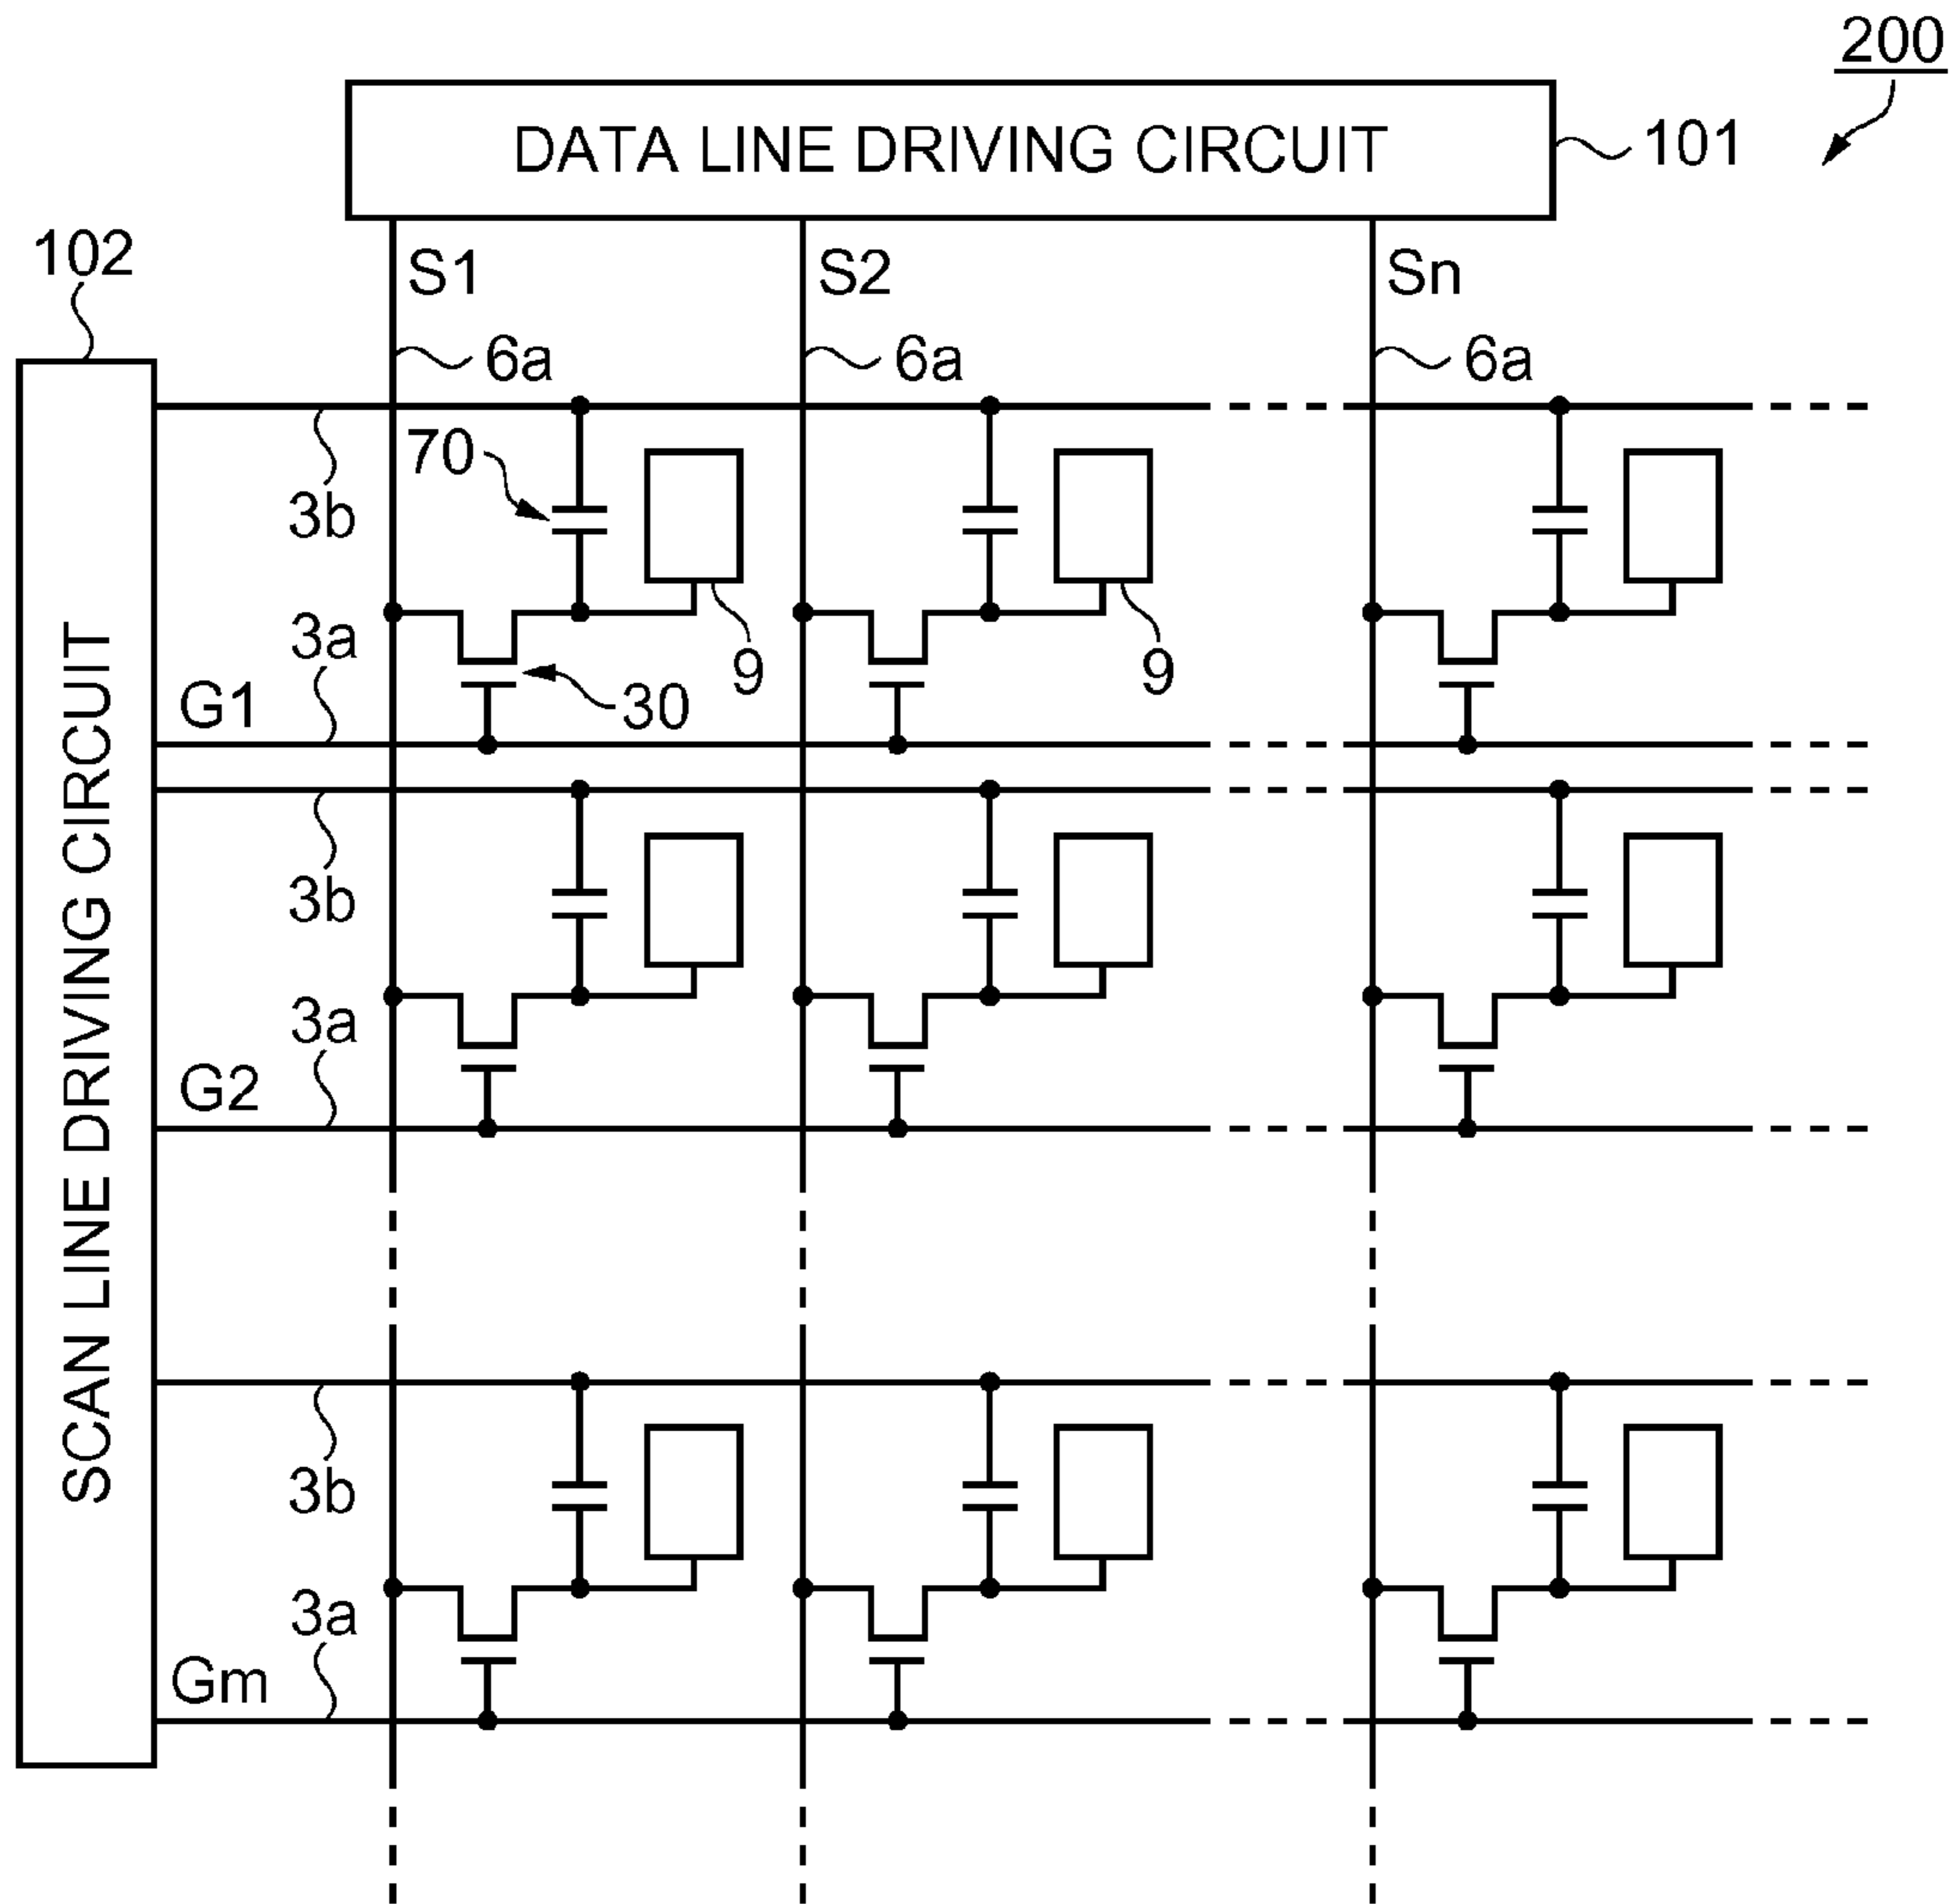 200
DATA LINE DRIVING CIRCUIT
101
102
S1
S2
Sn
6a
6a
6a
70
3b
3a
9
9
G1
30
SCAN LINE DRIVING CIRCUIT
3b
3a
G2
3b
3a
Gm